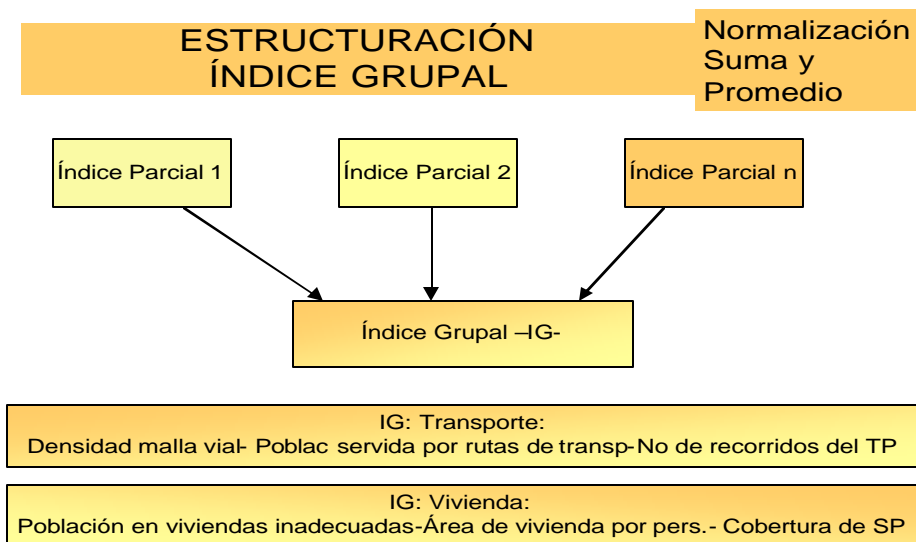 ESTRUCTURACIÓN
ÍNDICE GRUPAL
Normalización
Suma y
Promedio
Índice Parcial 1
Índice Parcial 2
Índice Parcial n
Índice Grupal –IG-
IG: Transporte:
Densidad malla vial- Poblac servida por rutas de transp-No de recorridos del TP
IG: Vivienda:
Población en viviendas inadecuadas-Área de vivienda por pers.- Cobertura de SP